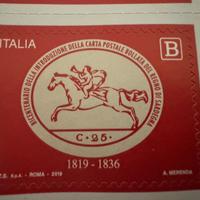 ITALIA B
BICENTENARIO DELLA INTRODUZIONE DELLA CARTA POSTALE BOLLATA DEL REGNO DI SARDEGNA
C. 25.
1819 - 1836
I.P.Z.S. S.p.A. - ROMA - 2019 A. MERENDA